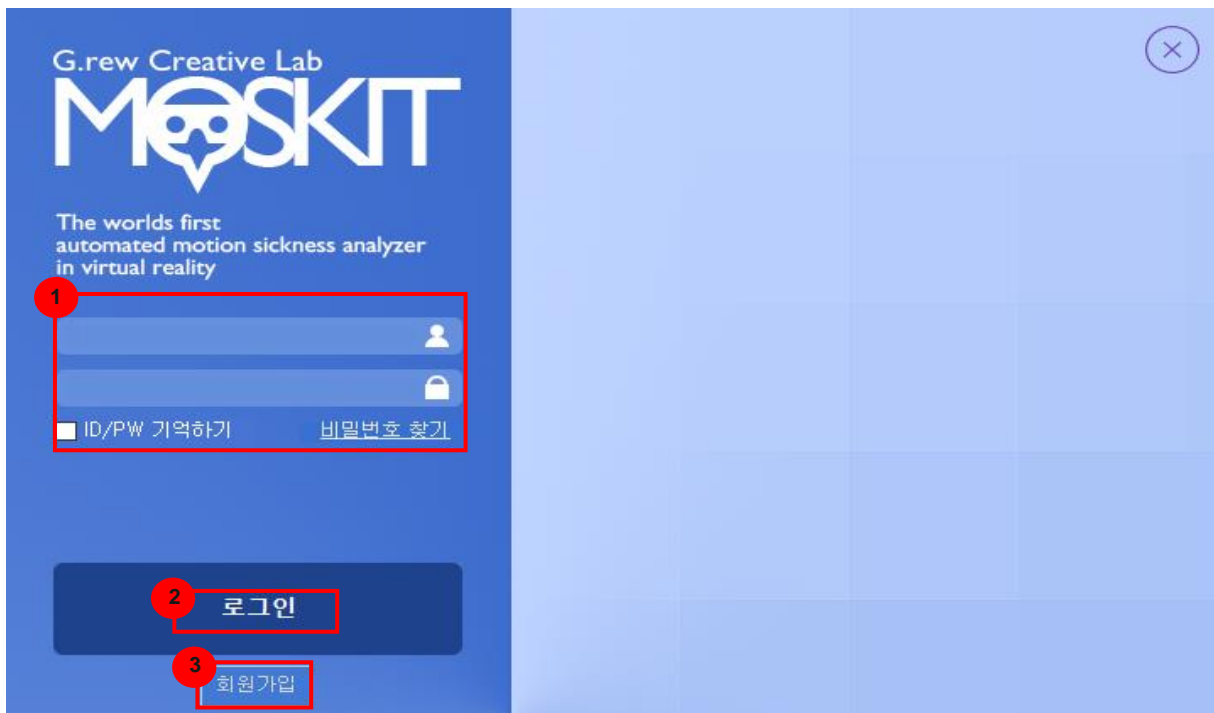 G.rew Creative Lab
MOSKIT
The worlds first
automated motion sickness analyzer
in virtual reality
1
ID/PW 기억하기 비밀번호 찾기
2 로그인
3
회원가입